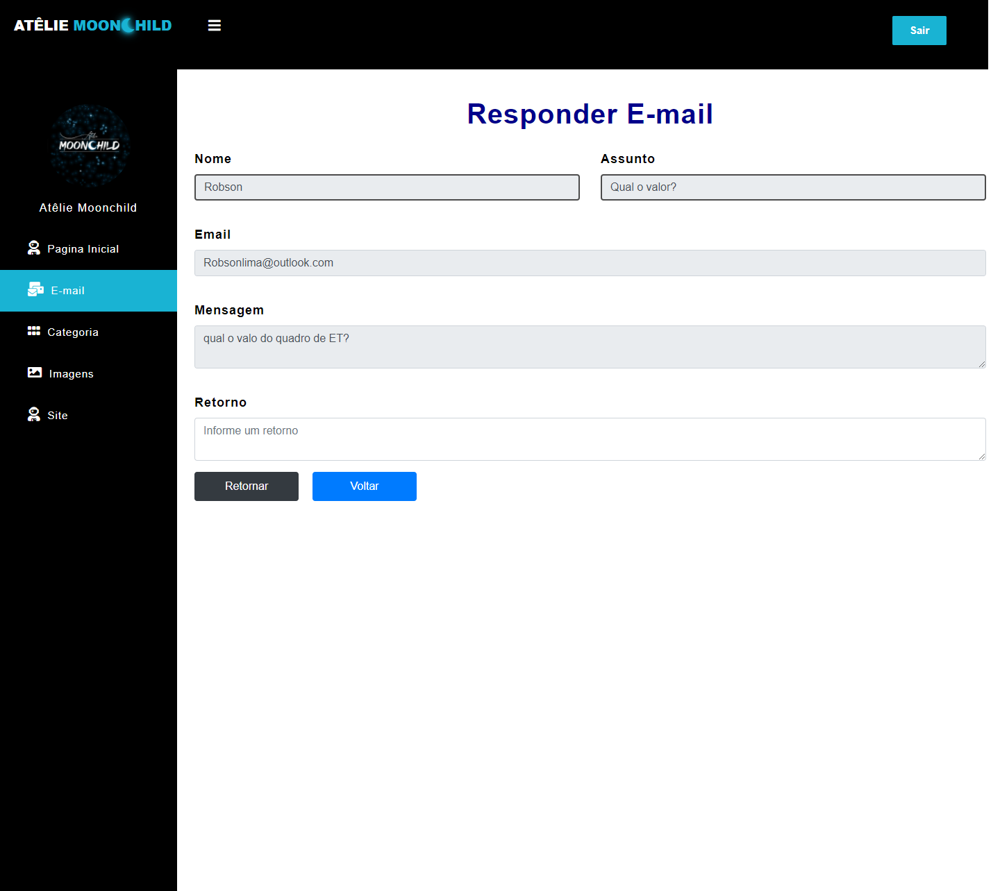 ATÊLIE MOONCHILD
Sair
MOONCHILD
Atêlie Moonchild
Pagina Inicial
E-mail
Categoria
Imagens
Site
Responder E-mail
Nome
Assunto
Robson
Qual o valor?
Email
Robsonlima@outlook.com
Mensagem
qual o valo do quadro de ET?
Retorno
Informe um retorno
Retornar
Voltar